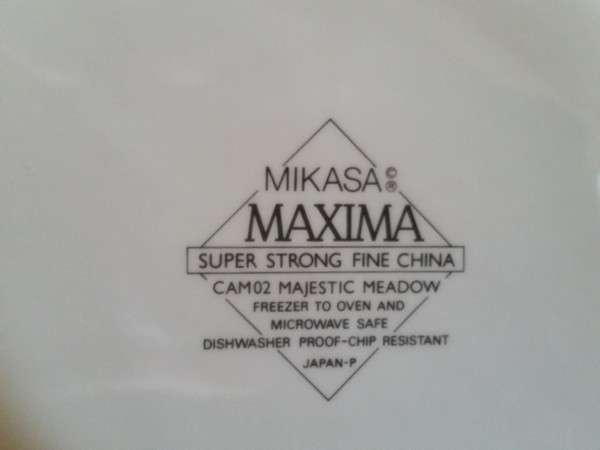 MIKASA©®
MAXIMA
SUPER STRONG FINE CHINA
CAM02 MAJESTIC MEADOW
FREEZER TO OVEN AND
MICROWAVE SAFE
DISHWASHER PROOF-CHIP RESISTANT
JAPAN-P